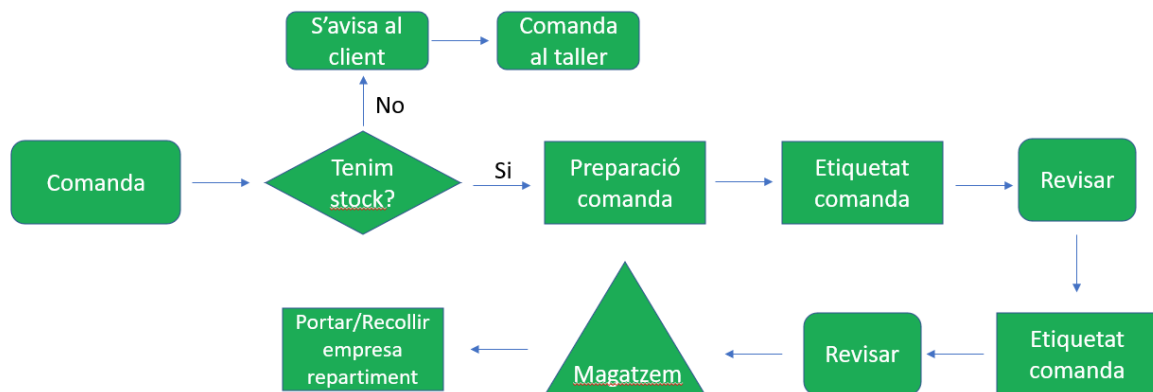 S’avisa al
client
Comanda
al taller
No
Comanda
Tenim
stock?
Si
Preparació
comanda
Etiquetat
comanda
Revisar
Portar/Recollir
empresa
repartiment
Magatzem
Revisar
Etiquetat
comanda